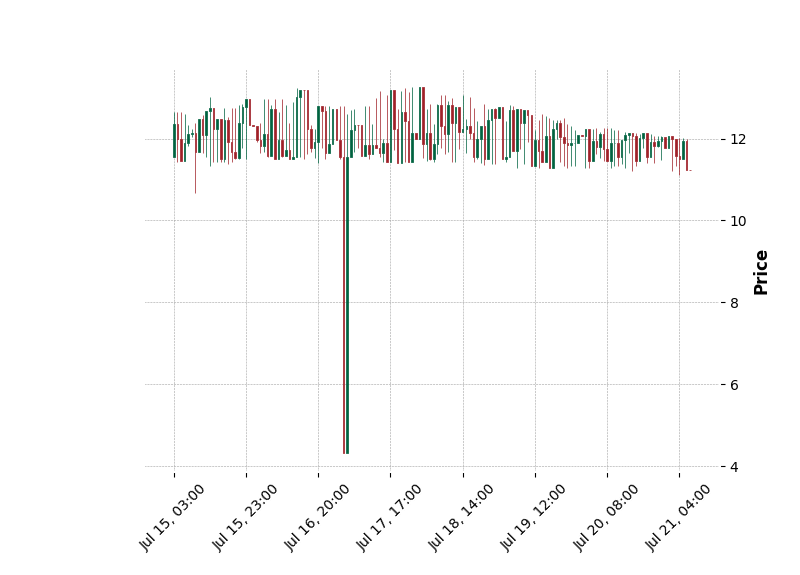 12
10
8
6
4
Price
Jul 15, 03:00
Jul 15, 23:00
Jul 16, 20:00
Jul 17, 17:00
Jul 18, 14:00
Jul 19, 12:00
Jul 20, 08:00
Jul 21, 04:00